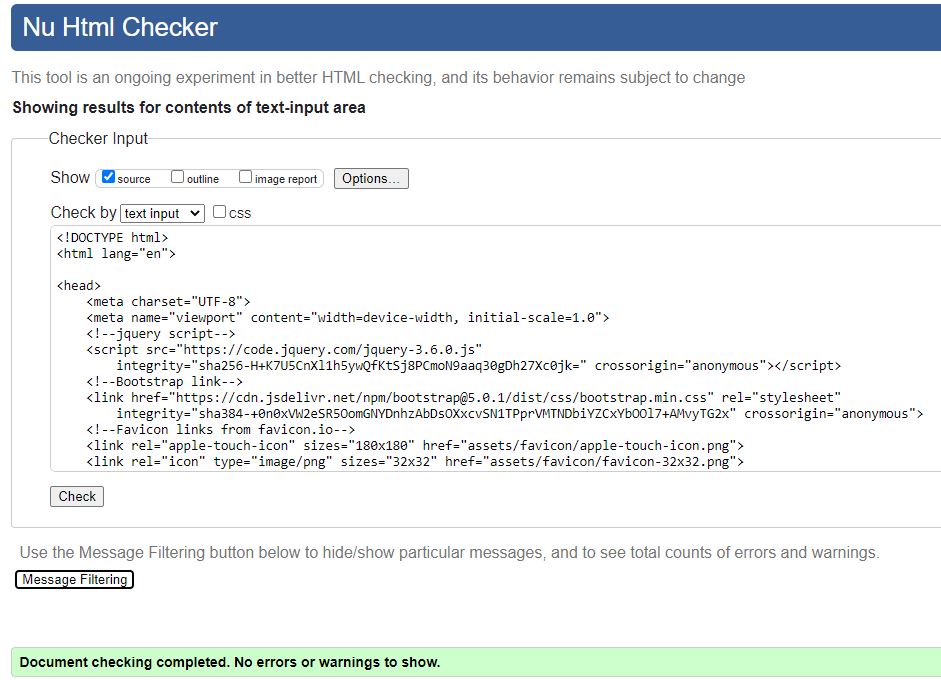 Nu Html Checker
This tool is an ongoing experiment in better HTML checking, and its behavior remains subject to change
Showing results for contents of text-input area
Checker Input
Show source outline image report Options...
Check by text input css
<!DOCTYPE html>
<html lang="en">
<head>
<meta charset="UTF-8">
<meta name="viewport" content="width=device-width, initial-scale=1.0">
<!--jquery script-->
<script src="https://code.jquery.com/jquery-3.6.0.js"
integrity="sha256-H+K7U5CnXl1h5ywQfKtSj8PCmoN9aaq30gDh27Xc0jk=" crossorigin="anonymous"></script>
<!--Bootstrap link-->
<link href="https://cdn.jsdelivr.net/npm/bootstrap@5.0.1/dist/css/bootstrap.min.css" rel="stylesheet"
integrity="sha384-+0n0xVW2eSR5OomGNYDnhzAbDsOXxcvSN1TPprVMTNDbiYZCxYbOOl7+AMvyTG2x" crossorigin="anonymous">
<!--Favicon links from favicon.io-->
<link rel="apple-touch-icon" sizes="180x180" href="assets/favicon/apple-touch-icon.png">
<link rel="icon" type="image/png" sizes="32x32" href="assets/favicon/favicon-32x32.png">
Check
Use the Message Filtering button below to hide/show particular messages, and to see total counts of errors and warnings.
Message Filtering
Document checking completed. No errors or warnings to show.